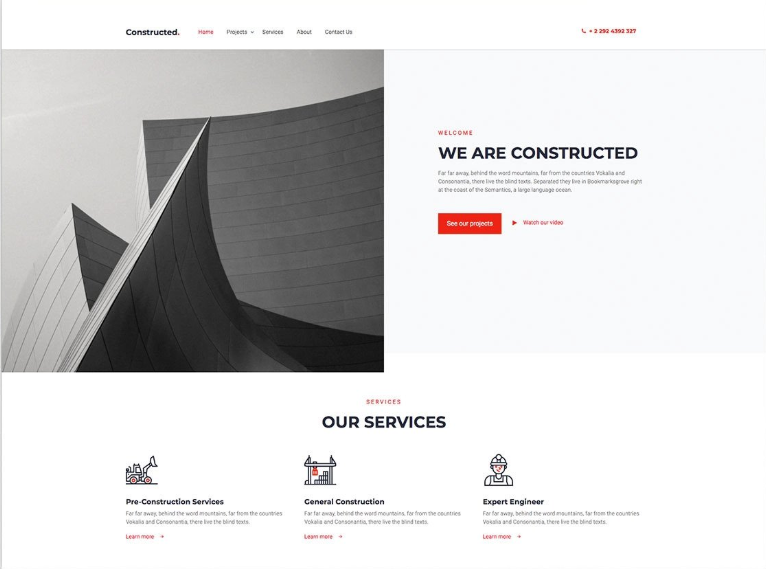 Constructed.
Home Projects Services About Contact Us
+ 2 292 4392 327
WELCOME
WE ARE CONSTRUCTED
Far far away, behind the word mountains, far from the countries Vokalia and
Consonantia, there live the blind texts. Separated they live in Bookmarksgrove right
at the coast of the Semantics, a large language ocean.
See our projects
Watch our video
SERVICES
OUR SERVICES
Pre-Construction Services
Far far away, behind the word mountains, far from the countries
Vokalia and Consonantia, there live the blind texts.
Learn more
General Construction
Far far away, behind the word mountains, far from the countries
Vokalia and Consonantia, there live the blind texts.
Learn more
Expert Engineer
Far far away, behind the word mountains, far from the countries
Vokalia and Consonantia, there live the blind texts.
Learn more